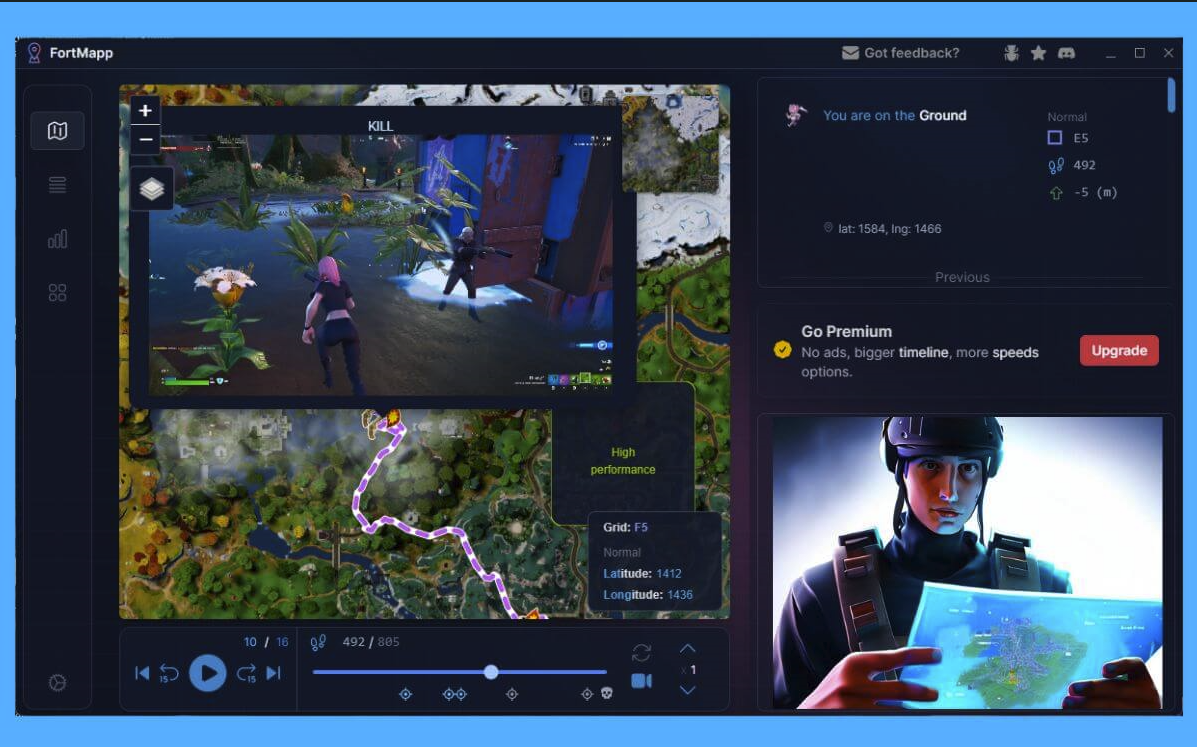 FortMapp
Got feedback?
KILL
+
−
You are on the Ground
Normal
E5
492
-5 (m)
lat: 1584, lng: 1466
Previous
Go Premium
No ads, bigger timeline, more speeds
options.
Upgrade
High
performance
Grid: F5
Normal
Latitude: 1412
Longitude: 1436
10 / 16
492 / 805
15
15
x 1